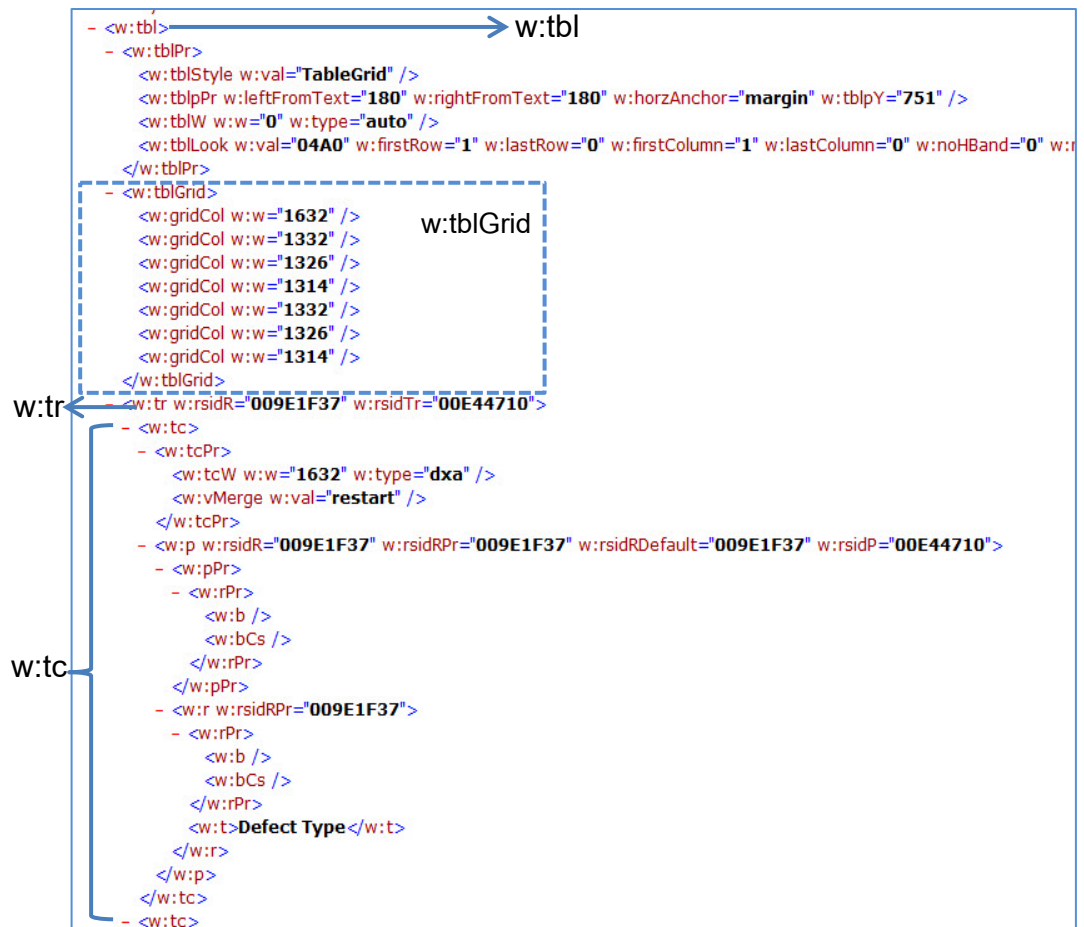 - <w:tbl> w:tbl
- <w:tblPr>
<w:tblStyle w:val="TableGrid" />
<w:tblpPr w:leftFromText="180" w:rightFromText="180" w:horzAnchor="margin" w:tblpY="751" />
<w:tblW w:w="0" w:type="auto" />
<w:tblLook w:val="04A0" w:firstRow="1" w:lastRow="0" w:firstColumn="1" w:lastColumn="0" w:noHBand="0" w:
</w:tblPr>
- <w:tblGrid>
<w:gridCol w:w="1632" /> w:tblGrid
<w:gridCol w:w="1332" />
<w:gridCol w:w="1326" />
<w:gridCol w:w="1314" />
<w:gridCol w:w="1332" />
<w:gridCol w:w="1326" />
<w:gridCol w:w="1314" />
</w:tblGrid>
w:tr - <w:tr w:rsidR="009E1F37" w:rsidTr="00E44710">
- <w:tc>
- <w:tcPr>
<w:tcW w:w="1632" w:type="dxa" />
<w:vMerge w:val="restart" />
</w:tcPr>
- <w:p w:rsidR="009E1F37" w:rsidRPr="009E1F37" w:rsidRDefault="009E1F37" w:rsidP="00E44710">
- <w:pPr>
- <w:rPr>
<w:b />
<w:bCs />
</w:rPr>
w:tc
</w:pPr>
- <w:r w:rsidRPr="009E1F37">
- <w:rPr>
<w:b />
<w:bCs />
</w:rPr>
<w:t>Defect Type</w:t>
</w:r>
</w:p>
</w:tc>
- <w:tc>